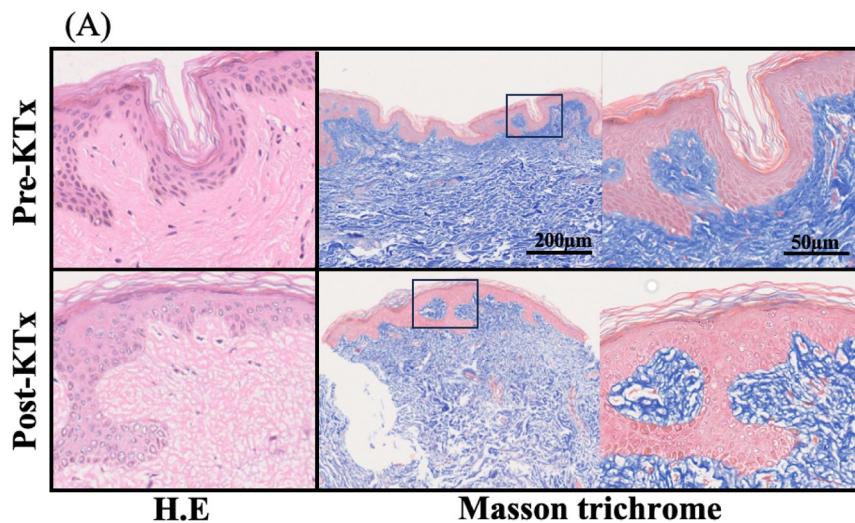 (A)
Pre-KTx
200μm
50μm
Post-KTx
H.E
Masson trichrome